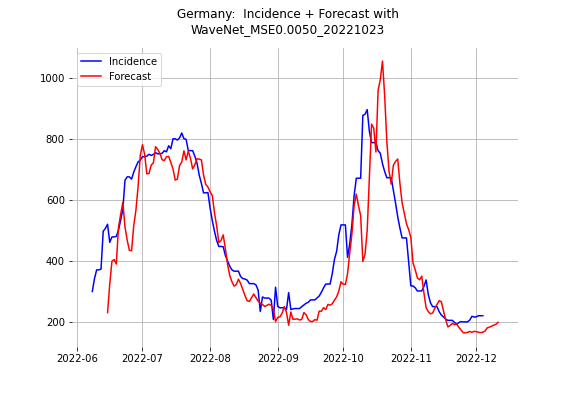 Germany:  Incidence + Forecast with
WaveNet_MSE0.0050_20221023
Incidence
Forecast
1000
800
600
400
200
2022-06 2022-07 2022-08 2022-09 2022-10 2022-11 2022-12